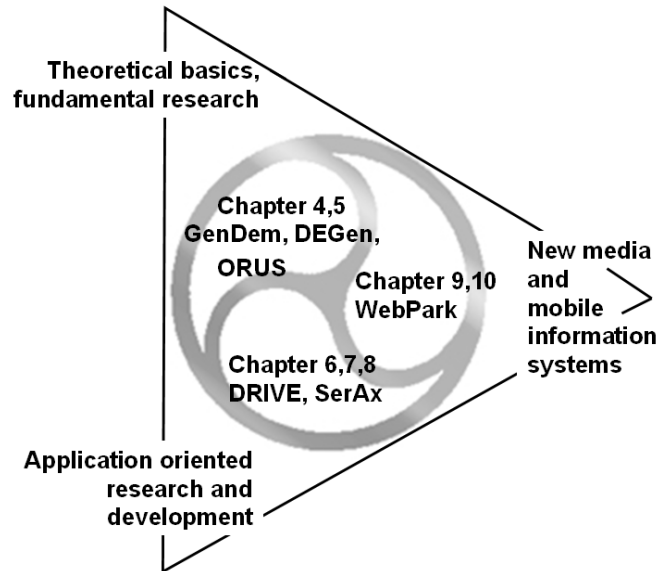 Theoretical basics,
fundamental research
Chapter 4,5
GenDem, DEGen,
ORUS
Chapter 9,10
WebPark
New media
and
mobile
information
systems
Chapter 6,7,8
DRIVE, SerAx
Application oriented
research and
development